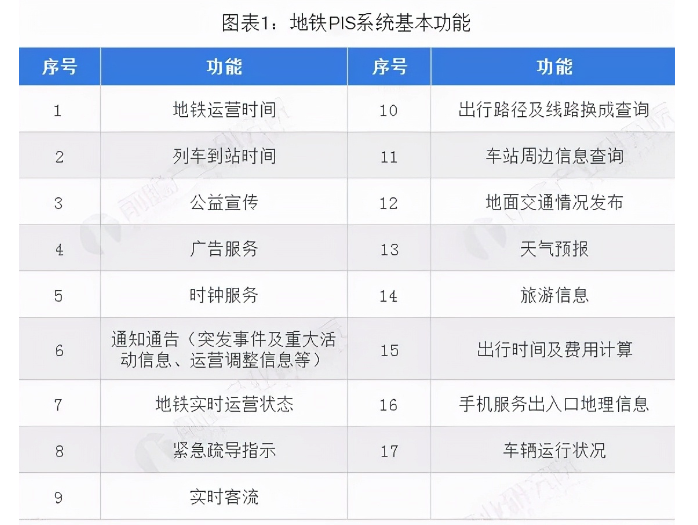 图表1：地铁PIS系统基本功能
序号 功能 序号 功能
1 地铁运营时间 10 出行路径及线路换成查询
2 列车到站时间 11 车站周边信息查询
3 公益宣传 12 地面交通情况发布
4 广告服务 13 天气预报
5 时钟服务 14 旅游信息
6 通知通告（突发事件及重大活
动信息、运营调整信息等） 15 出行时间及费用计算
7 地铁实时运营状态 16 手机服务出入口地理信息
8 紧急疏导指示 17 车辆运行状况
9 实时客流
前瞻产业研究院